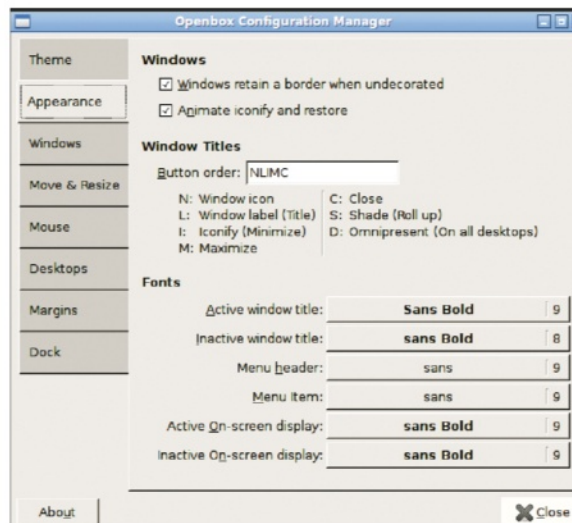 Openbox Configuration Manager
Theme
Appearance
Windows
Move & Resize
Mouse
Desktops
Margins
Dock
Windows
Windows retain a border when undecorated
Animate iconify and restore
Window Titles
Button order: NLIMC
N: Window icon
L: Window label (Title)
I: Iconify (Minimize)
M: Maximize
C: Close
S: Shade (Roll up)
D: Omnipresent (On all desktops)
Fonts
Active window title: Sans Bold 9
Inactive window title: sans Bold 8
Menu header: sans 9
Menu Item: sans 9
Active On-screen display: sans Bold 9
Inactive On-screen display: sans Bold 9
About
Close